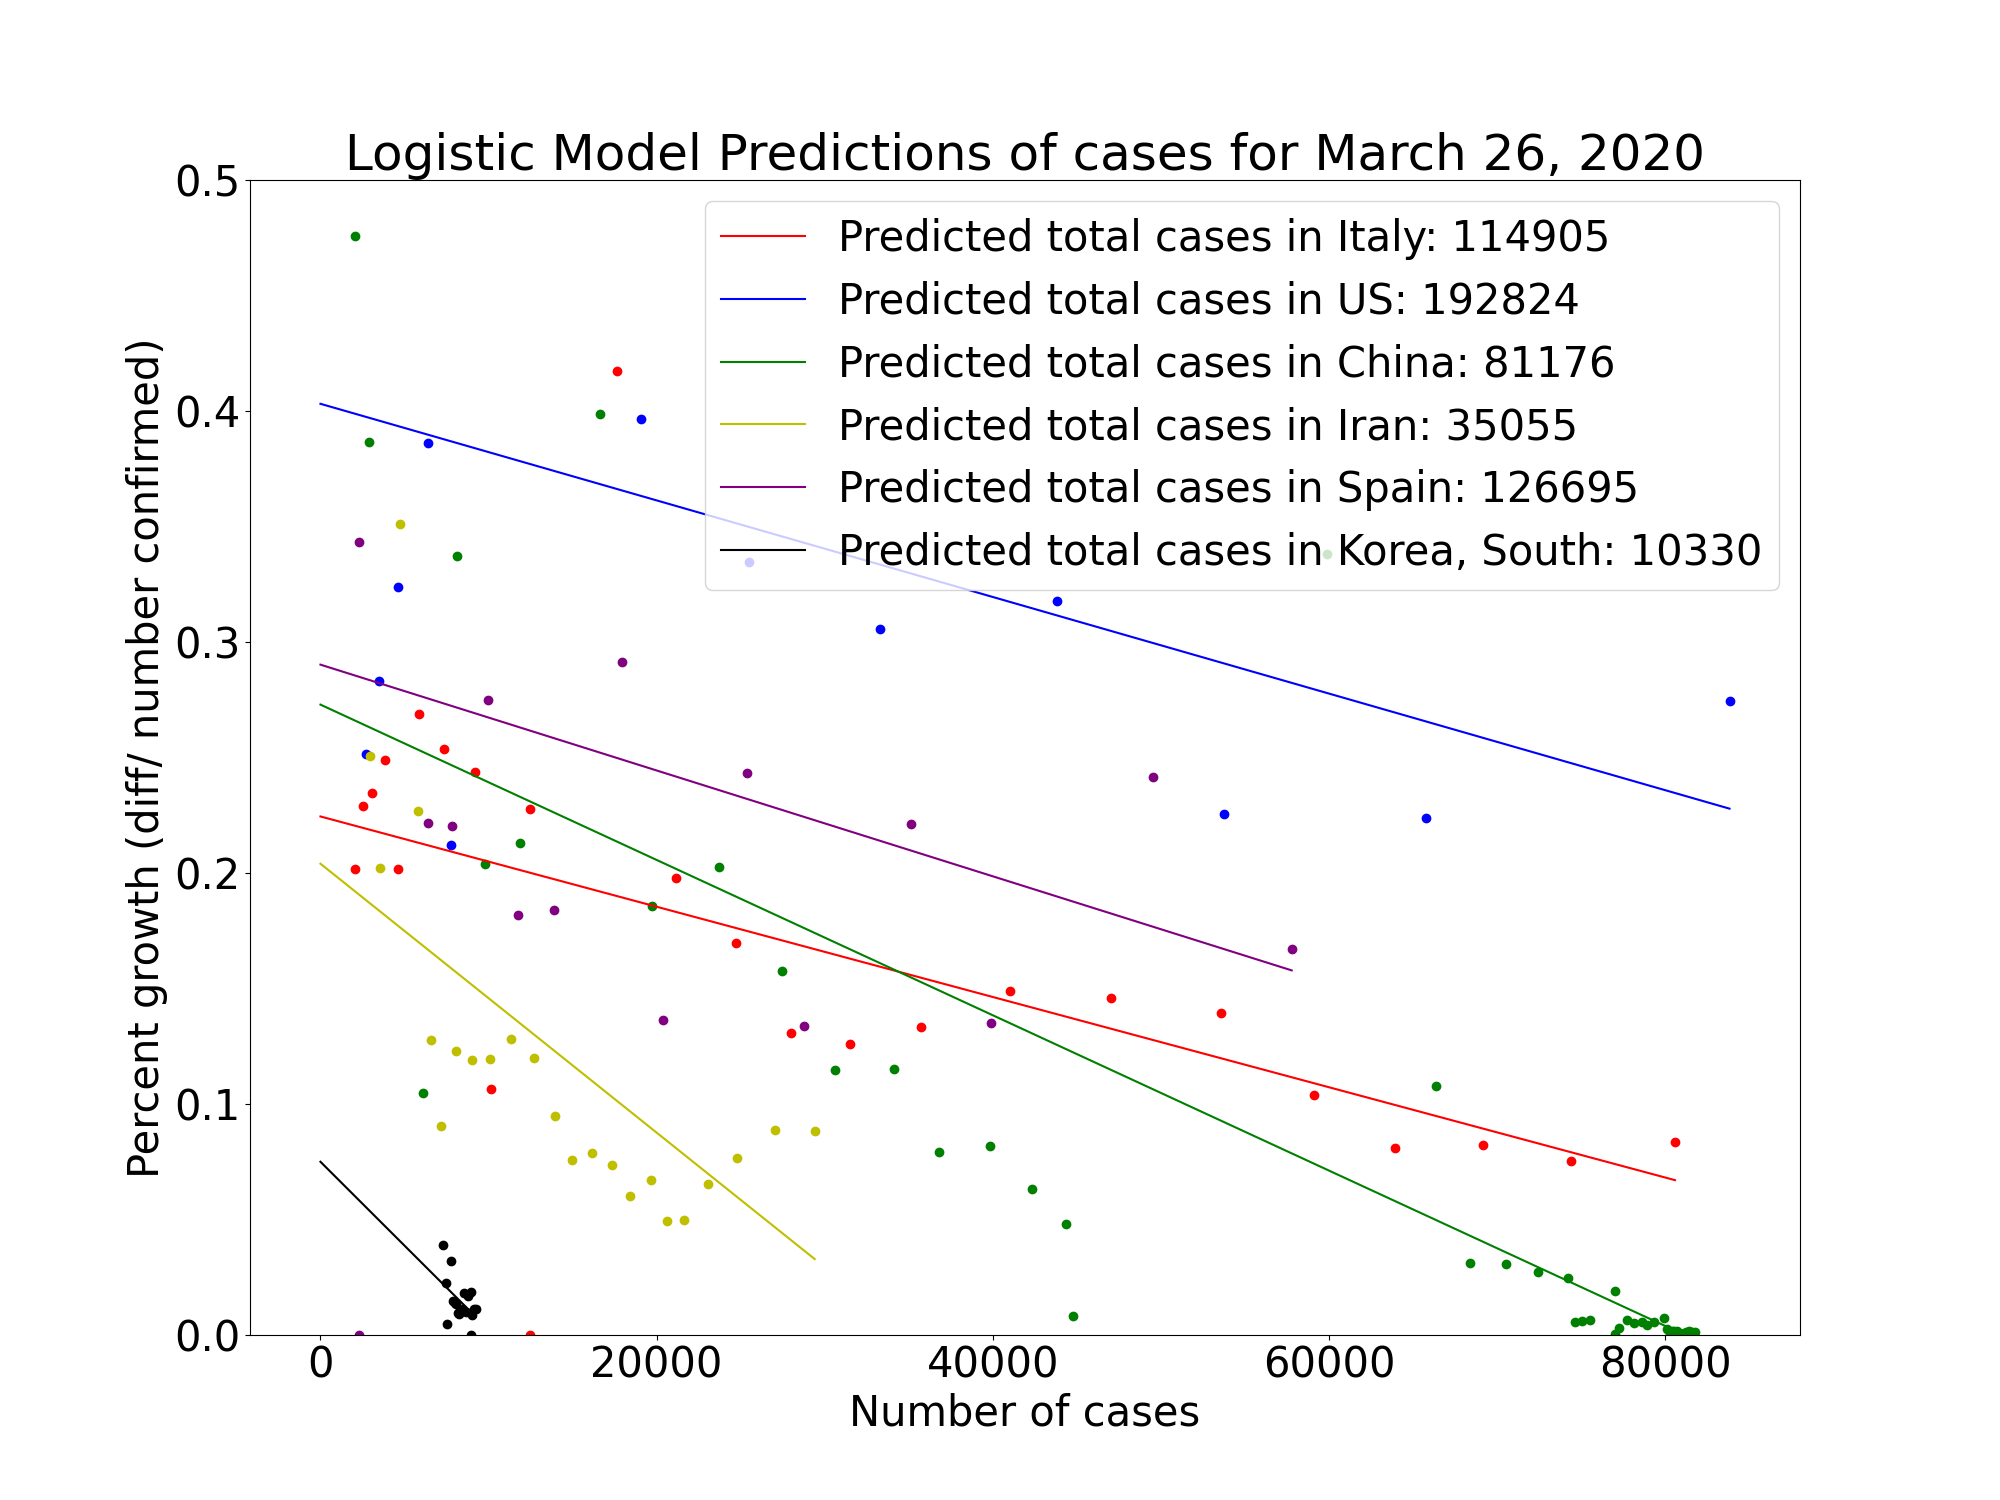 Logistic Model Predictions of cases for March 26, 2020
0.5
0.4
0.3
0.2
0.1
0.0
Percent growth (diff/ number confirmed)
Predicted total cases in Italy: 114905
Predicted total cases in US: 192824
Predicted total cases in China: 81176
Predicted total cases in Iran: 35055
Predicted total cases in Spain: 126695
Predicted total cases in Korea, South: 10330
0 20000 40000 60000 80000
Number of cases